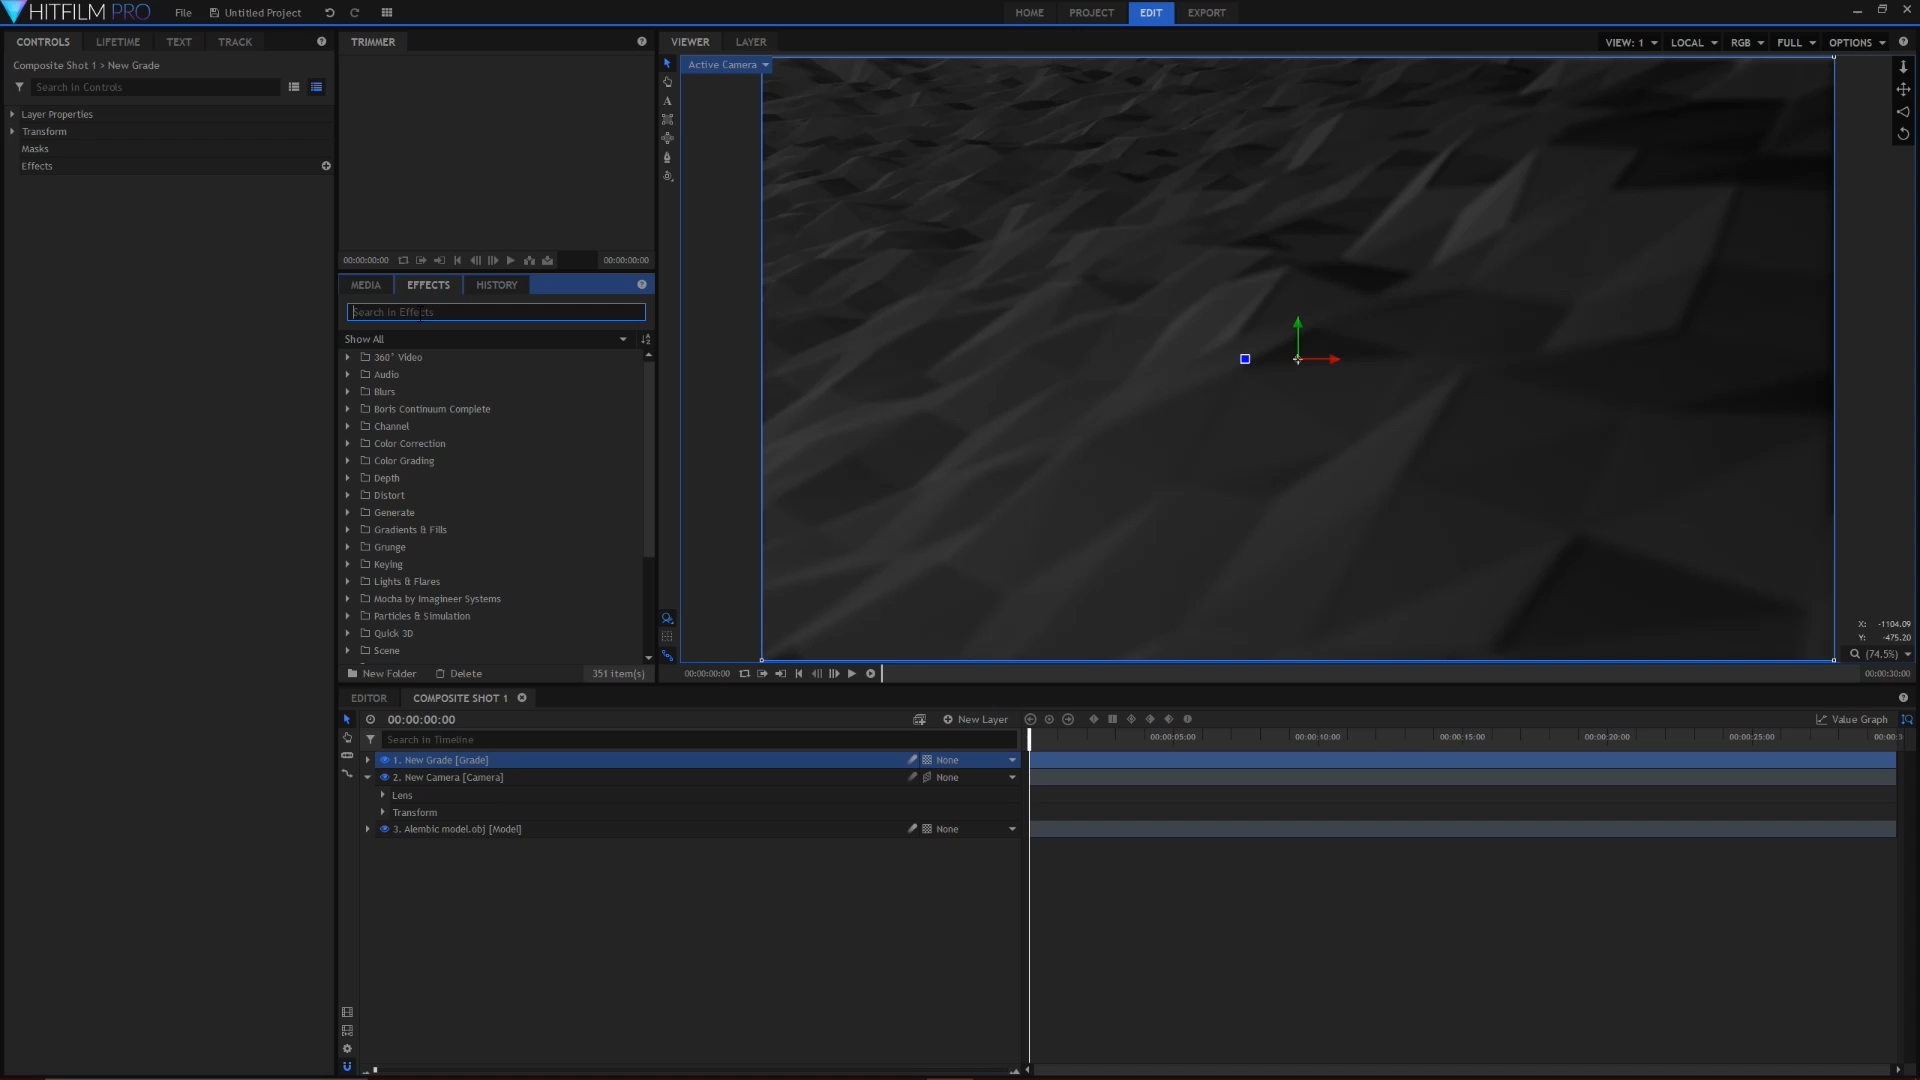 HITFILM PRO File Untitled Project HOME PROJECT EDIT EXPORT
CONTROLS LIFETIME TEXT TRACK
Composite Shot 1 > New Grade
Search in Controls
Layer Properties
Transform
Masks
Effects
TRIMMER
00:00:00:00 00:00:00:00
MEDIA EFFECTS HISTORY
Search in Effects
Show All
360° Video
Audio
Blurs
Boris Continuum Complete
Channel
Color Correction
Color Grading
Depth
Distort
Generate
Gradients & Fills
Grunge
Keying
Lights & Flares
Mocha by Imagineer Systems
Particles & Simulation
Quick 3D
Scene
New Folder Delete 351 item(s)
VIEWER LAYER VIEW: 1 LOCAL RGB FULL OPTIONS
Active Camera
X: -1104.09
Y: -475.20
(74.5%)
00:00:00:00 00:00:30:00
EDITOR COMPOSITE SHOT 1
00:00:00:00 New Layer Value Graph
Search in Timeline
00:00:05:00 00:00:10:00 00:00:15:00 00:00:20:00 00:00:25:00 00:00:3
1. New Grade [Grade] None
2. New Camera [Camera] None
Lens
Transform
3. Alembic model.obj [Model] None